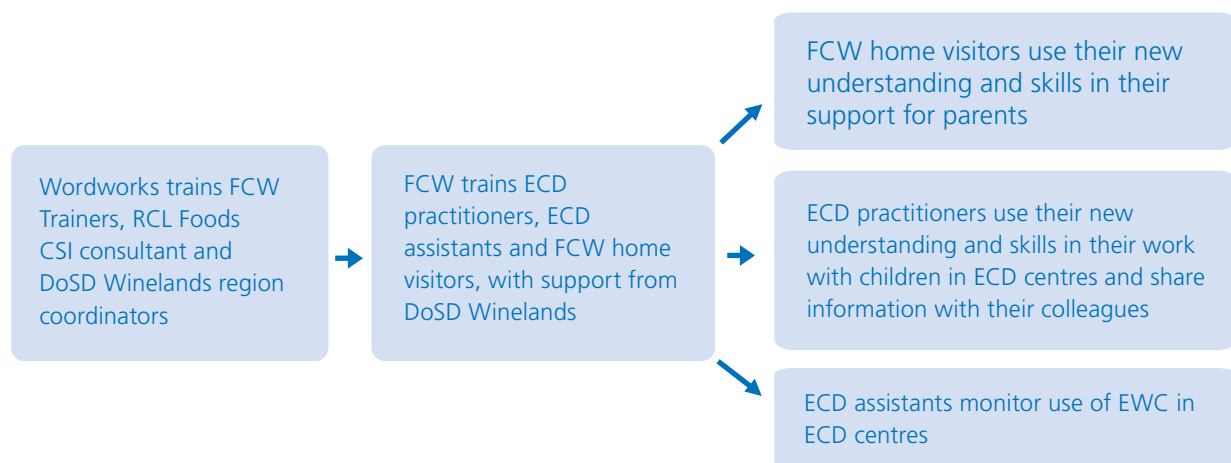 Wordworks trains FCW
Trainers, RCL Foods
CSI consultant and
DoSD Winelands region
coordinators
FCW trains ECD
practitioners, ECD
assistants and FCW home
visitors, with support from
DoSD Winelands
FCW home visitors use their new
understanding and skills in their
support for parents
ECD practitioners use their new
understanding and skills in their work
with children in ECD centres and share
information with their colleagues
ECD assistants monitor use of EWC in
ECD centres